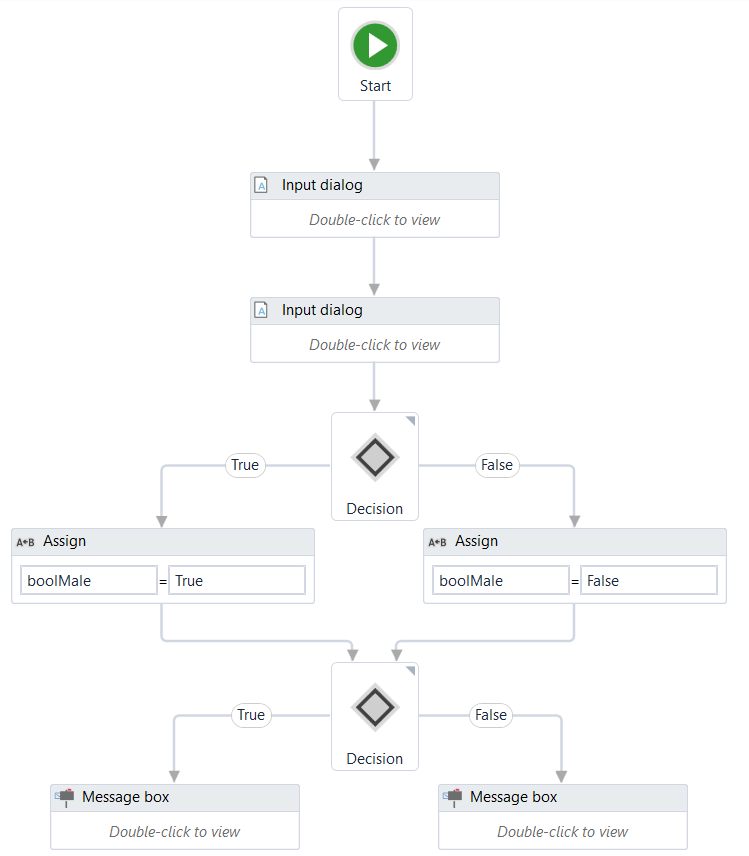 Start
Input dialog
Double-click to view
Input dialog
Double-click to view
True
False
Decision
A B Assign
A B Assign
boolMale = True
boolMale = False
True
False
Decision
Message box
Message box
Double-click to view
Double-click to view